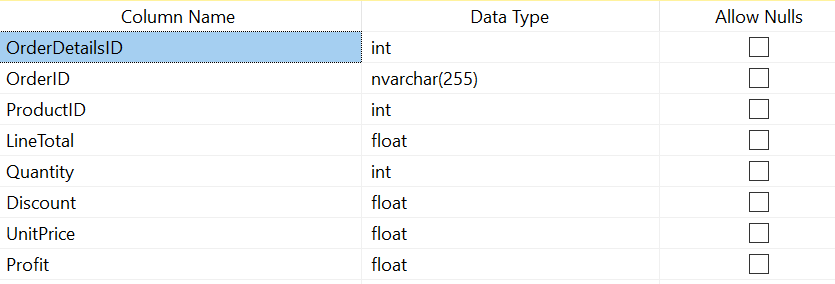 Column Name Data Type Allow Nulls
OrderDetailsID int
OrderID nvarchar(255)
ProductID int
LineTotal float
Quantity int
Discount float
UnitPrice float
Profit float